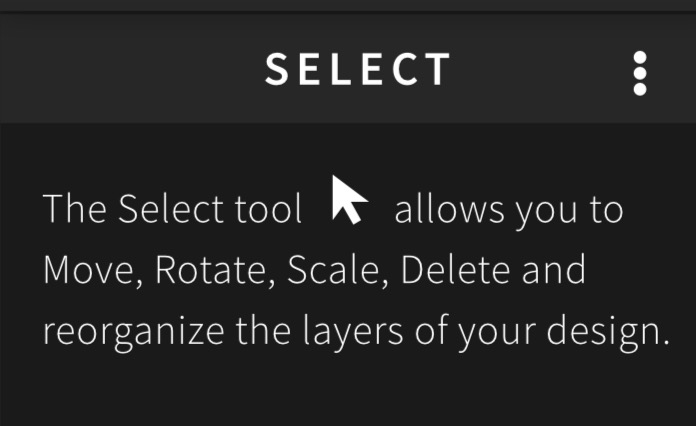 SELECT
The Select tool allows you to
Move, Rotate, Scale, Delete and
reorganize the layers of your design.